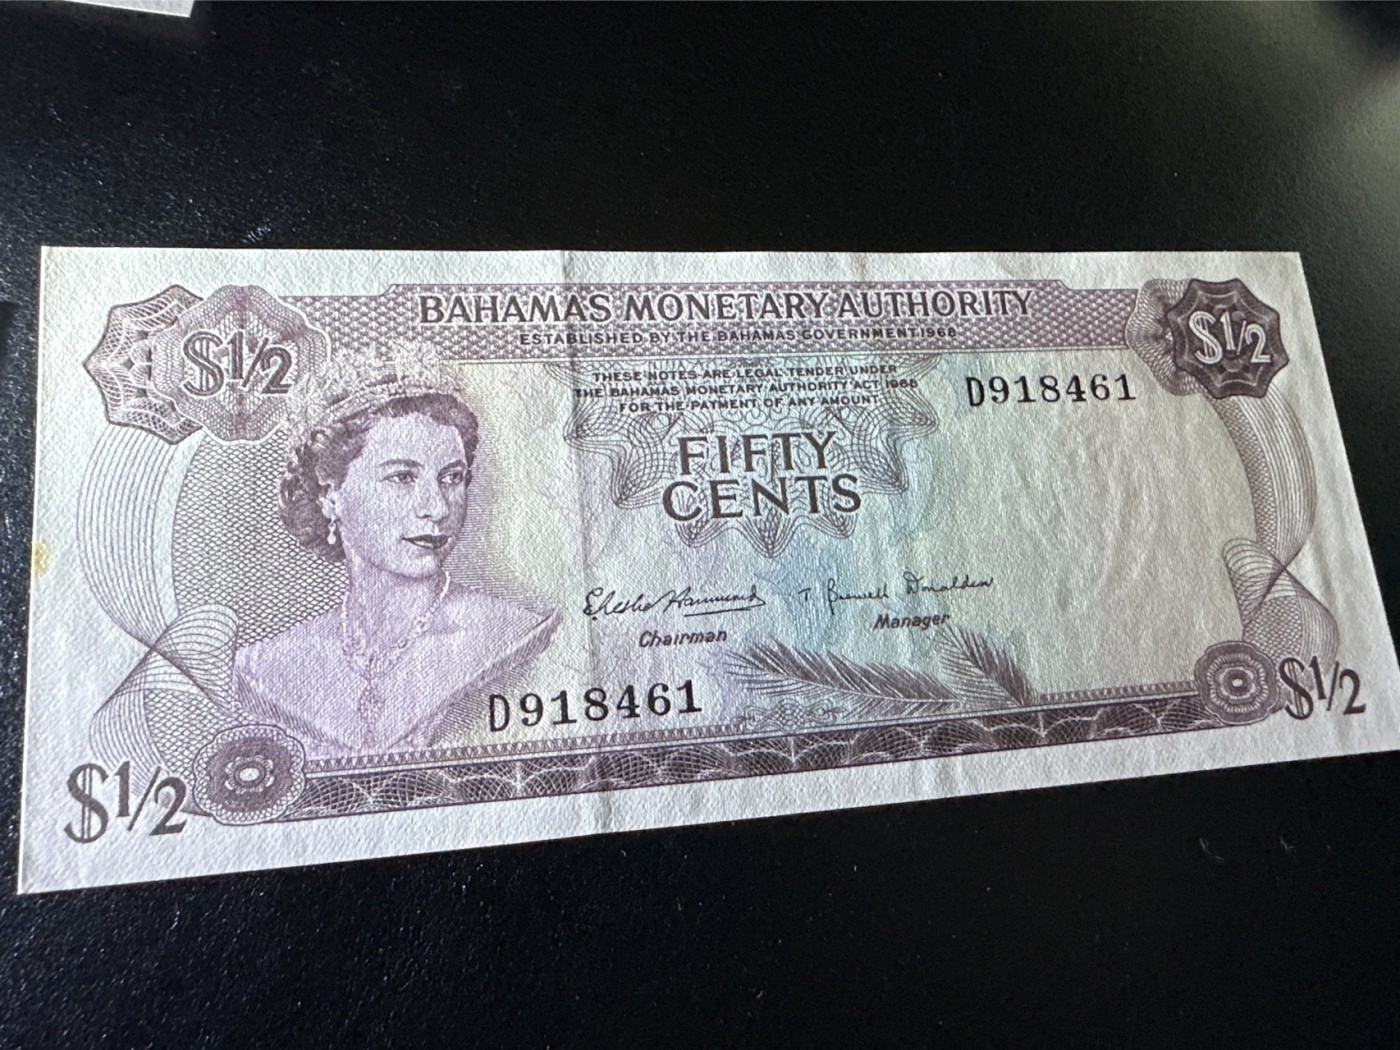 BAHAMAS MONETARY AUTHORITY
ESTABLISHED BY THE BAHAMAS GOVERNMENT 1968
$1/2
$1/2
THESE NOTES ARE LEGAL TENDER UNDER
THE BAHAMAS MONETARY AUTHORITY ACT 1968
FOR THE PAYMENT OF ANY AMOUNT
D918461
FIFTY
CENTS
Chairman
Manager
D918461
$1/2
$1/2